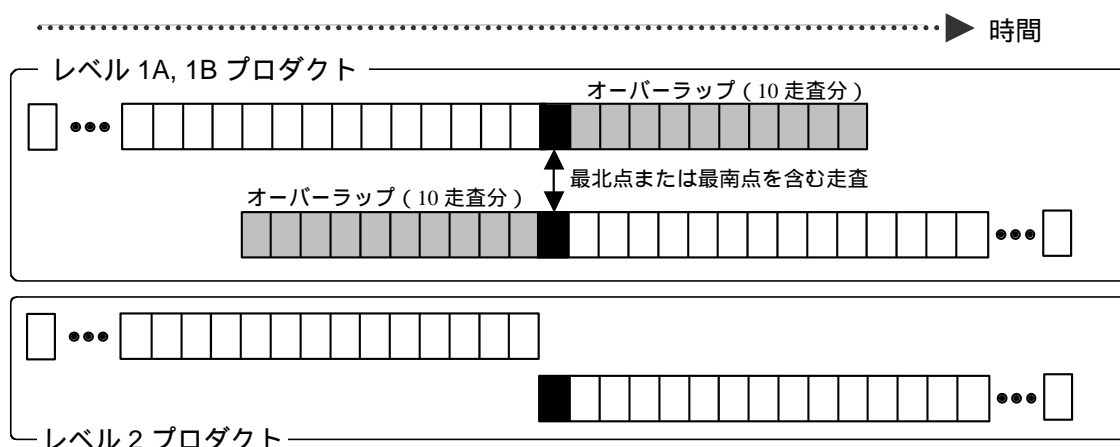 時間
レベル 1A, 1B プロダクト
オーバーラップ（10 走査分）
最北点または最南点を含む走査
オーバーラップ（10 走査分）
レベル 2 プロダクト